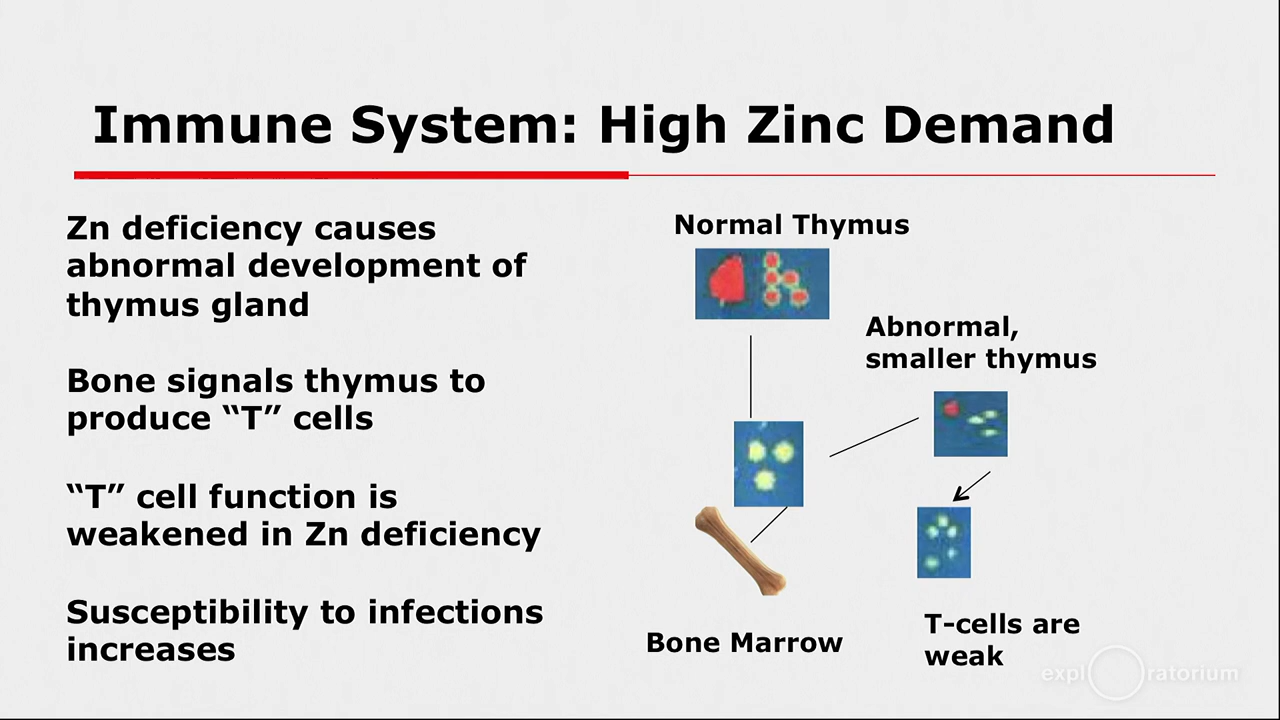 Immune System: High Zinc Demand
Zn deficiency causes
abnormal development of
thymus gland
Bone signals thymus to
produce “T” cells
“T” cell function is
weakened in Zn deficiency
Susceptibility to infections
increases
Normal Thymus
Abnormal,
smaller thymus
Bone Marrow
T-cells are
weak
expl ratorium